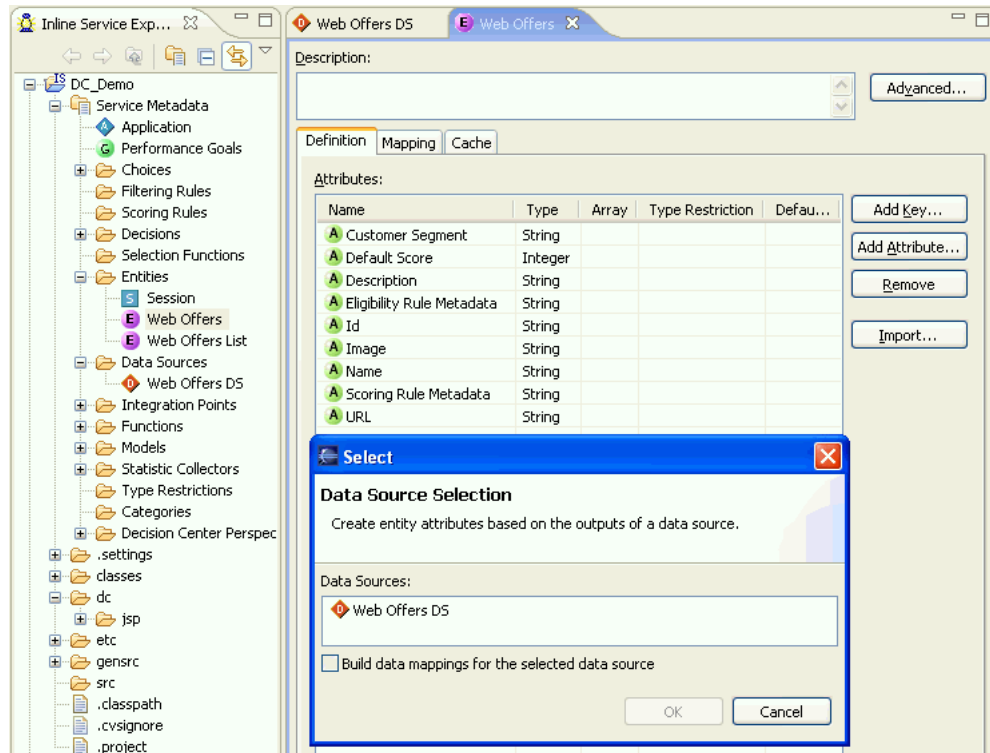 Inline Service Exp...
IS
DC_Demo
Service Metadata
A Application
G Performance Goals
Choices
Filtering Rules
Scoring Rules
Decisions
Selection Functions
Entities
S Session
E Web Offers
E Web Offers List
Data Sources
D Web Offers DS
Integration Points
Functions
Models
Statistic Collectors
Type Restrictions
Categories
Decision Center Perspec
.settings
classes
dc
jsp
etc
gensrc
src
.classpath
.cvsignore
.project
D Web Offers DS
E Web Offers
Description:
Advanced...
Definition Mapping Cache
Attributes:
Name Type Array Type Restriction Defau...
A Customer Segment String
A Default Score Integer
A Description String
A Eligibility Rule Metadata String
A Id String
A Image String
A Name String
A Scoring Rule Metadata String
A URL String
Add Key...
Add Attribute...
Remove
Import...
Select
Data Source Selection
Create entity attributes based on the outputs of a data source.
Data Sources:
D Web Offers DS
Build data mappings for the selected data source
OK Cancel